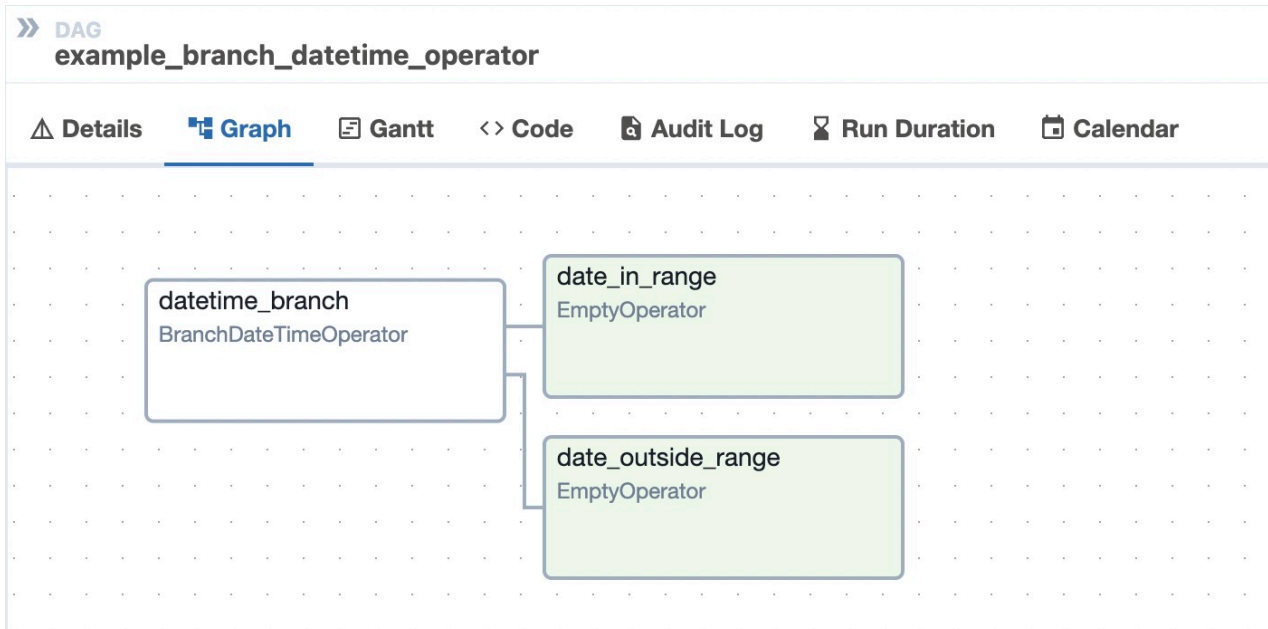 DAG
example_branch_datetime_operator
Details Graph Gantt <> Code Audit Log Run Duration Calendar
datetime_branch
BranchDateTimeOperator
date_in_range
EmptyOperator
date_outside_range
EmptyOperator